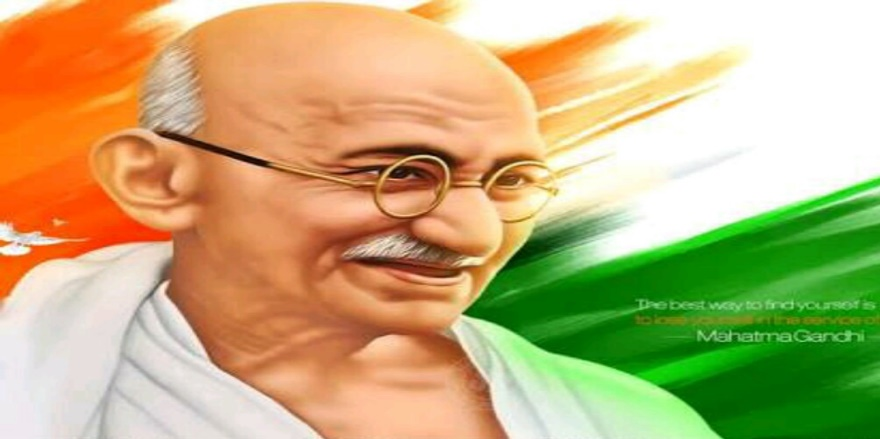 The best way to find yourself is
to lose yourself in the service of
Mahatma Gandhi